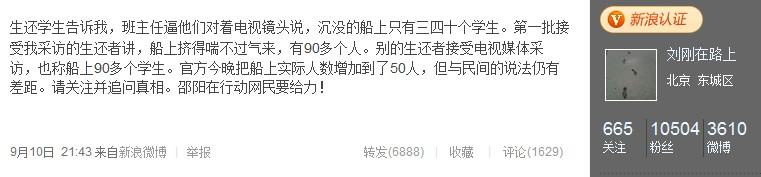 生还学生告诉我，班主任逼他们对着电视镜头说，沉没的船上只有三四十个学生。第一批接
受我采访的生还者讲，船上挤得喘不过气来，有90多个人。别的生还者接受电视媒体采
访，也称船上90多个学生。官方今晚把船上实际人数增加到了50人，但与民间的说法仍有
差距。请关注并追问真相。邵阳在行动网民要给力！
9月10日 21:43 来自新浪微博 | 举报
转发(6888) | 收藏 | 评论(1629)
V 新浪认证
刘刚在路上
北京 东城区
665 10504 3610
关注 粉丝 微博